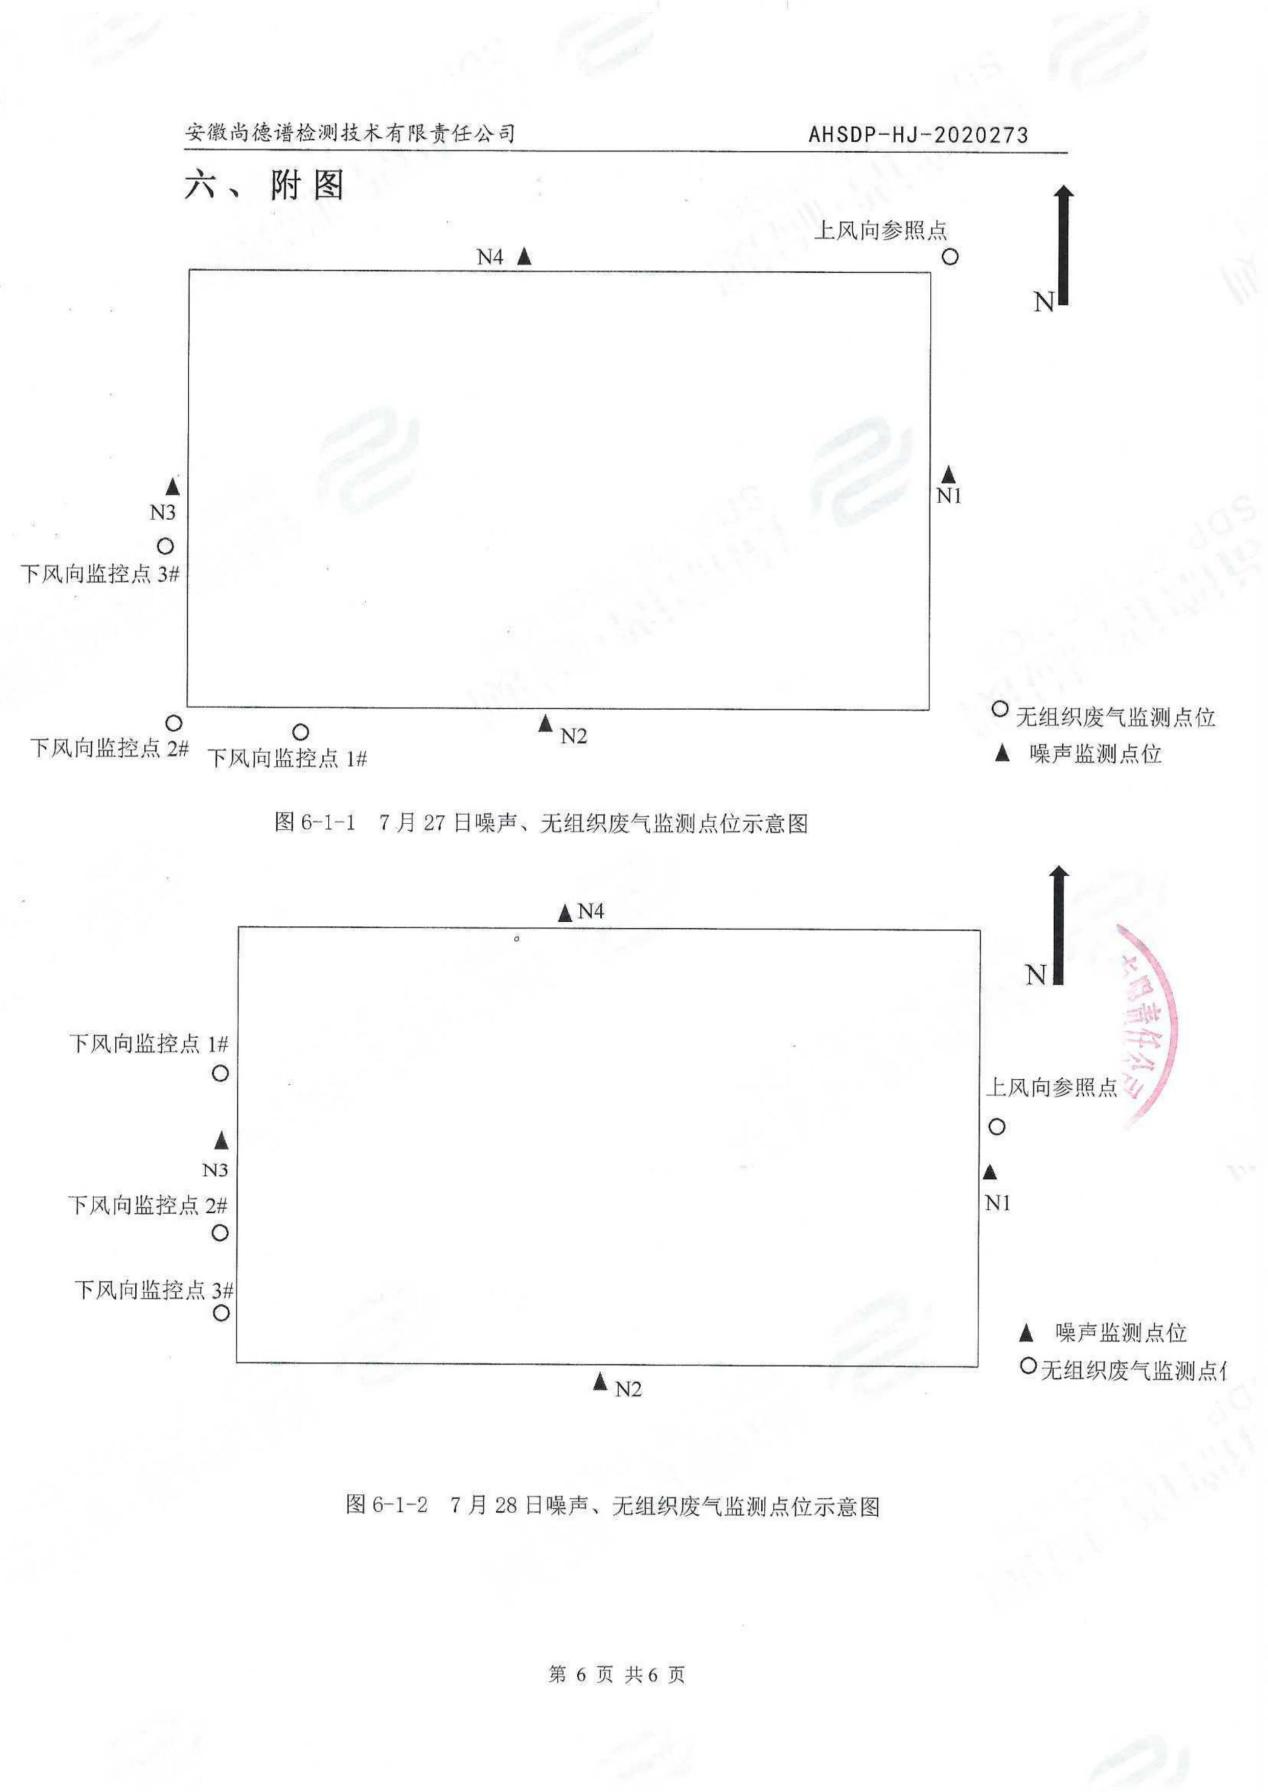 安徽尚德谱检测技术有限责任公司 AHSDP-HJ-2020273
六、附图
上风向参照点
N4
N
N3
N1
下风向监控点 3#
无组织废气监测点位
下风向监控点 2#
下风向监控点 1#
N2
噪声监测点位
图 6-1-1 7 月 27 日噪声、无组织废气监测点位示意图
N4
N
下风向监控点 1#
上风向参照点
N3
N1
下风向监控点 2#
下风向监控点 3#
噪声监测点位
无组织废气监测点
N2
图 6-1-2 7 月 28 日噪声、无组织废气监测点位示意图
第 6 页 共 6 页
限责任公司